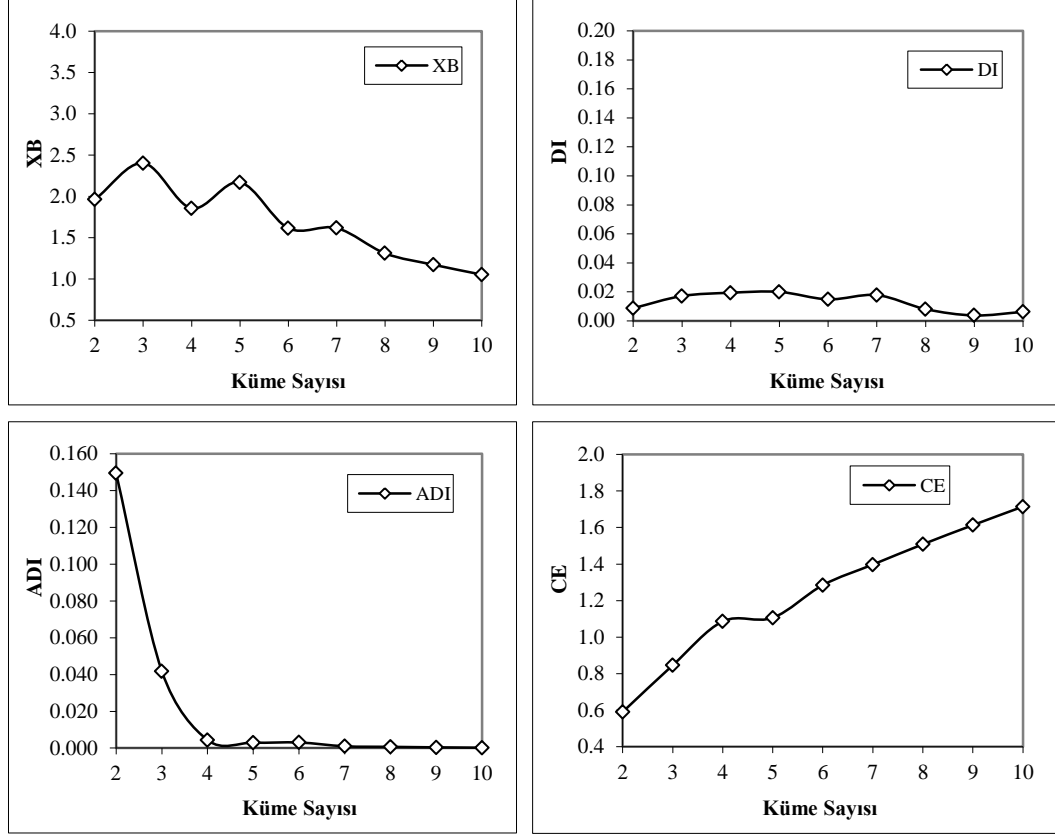 4.0
3.5
3.0
2.5
2.0
1.5
1.0
0.5
XB
XB
2 3 4 5 6 7 8 9 10
Küme Sayısı
0.20
0.18
0.16
0.14
0.12
0.10
0.08
0.06
0.04
0.02
0.00
DI
DI
2 3 4 5 6 7 8 9 10
Küme Sayısı
0.160
0.140
0.120
0.100
0.080
0.060
0.040
0.020
0.000
ADI
ADI
2 3 4 5 6 7 8 9 10
Küme Sayısı
2.0
1.8
1.6
1.4
1.2
1.0
0.8
0.6
0.4
CE
CE
2 3 4 5 6 7 8 9 10
Küme Sayısı